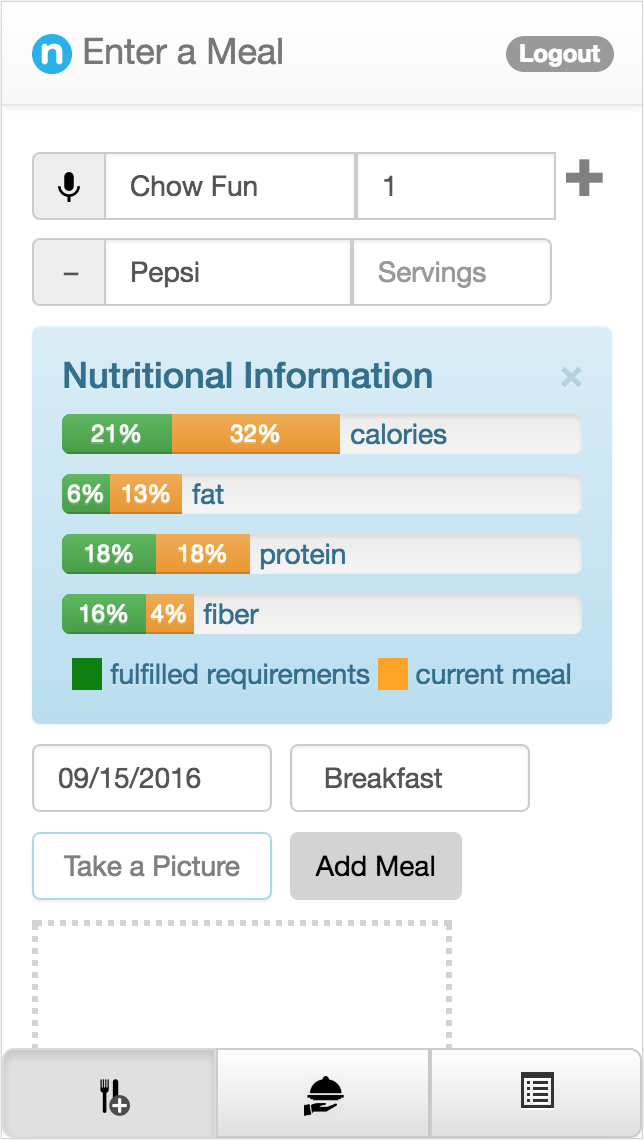 n Enter a Meal Logout
Chow Fun 1
– Pepsi Servings
Nutritional Information ×
21% 32% calories
6% 13% fat
18% 18% protein
16% 4% fiber
fulfilled requirements current meal
09/15/2016 Breakfast
Take a Picture Add Meal